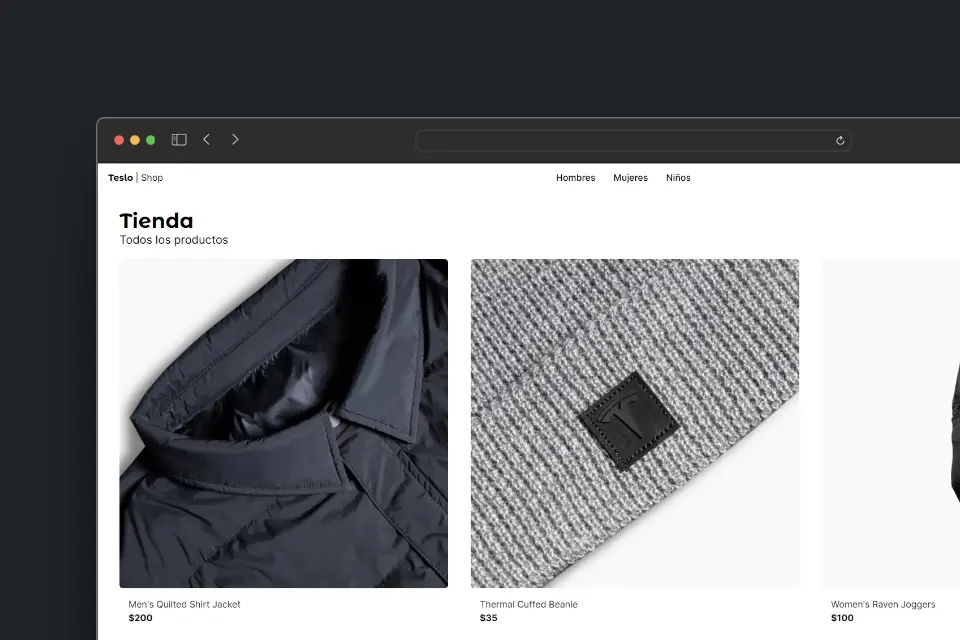 Teslo | Shop
Hombres Mujeres Niños
Tienda
Todos los productos
Men's Quilted Shirt Jacket
$200
Thermal Cuffed Beanie
$35
Women's Raven Joggers
$100